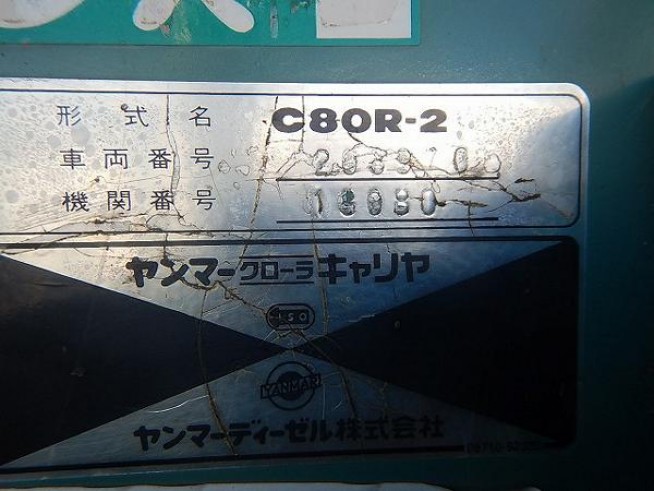 形式名 C80R-2
車両番号
機関番号
ヤンマークローラキャリヤ
ISO
YANMAR
ヤンマーディーゼル株式会社